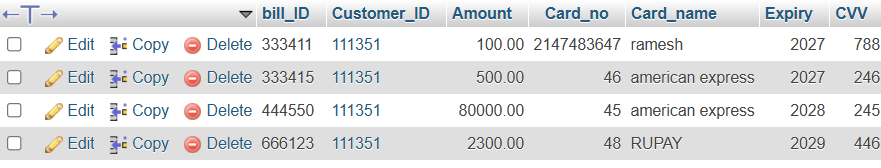 bill_ID Customer_ID Amount Card_no Card_name Expiry CVV
Edit Copy Delete 333411 111351 100.00 2147483647 ramesh 2027 788
Edit Copy Delete 333415 111351 500.00 46 american express 2027 246
Edit Copy Delete 444550 111351 80000.00 45 american express 2028 245
Edit Copy Delete 666123 111351 2300.00 48 RUPAY 2029 446